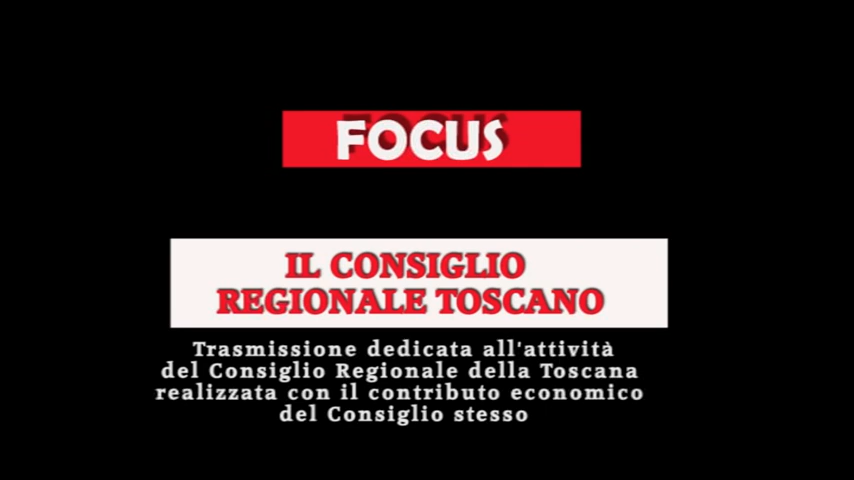 FOCUS
IL CONSIGLIO
REGIONALE TOSCANO
Trasmissione dedicata all'attività
del Consiglio Regionale della Toscana
realizzata con il contributo economico
del Consiglio stesso